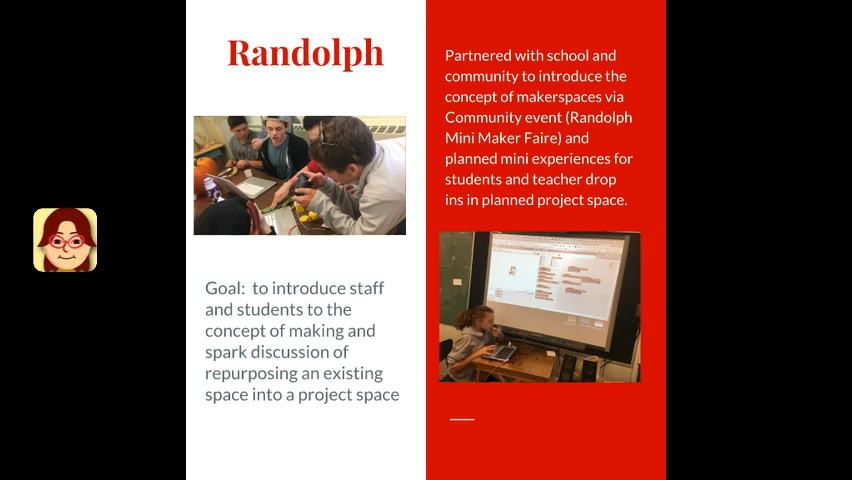 Randolph
Goal:  to introduce staff
and students to the
concept of making and
spark discussion of
repurposing an existing
space into a project space
Partnered with school and
community to introduce the
concept of makerspaces via
Community event (Randolph
Mini Maker Faire) and
planned mini experiences for
students and teacher drop
ins in planned project space.